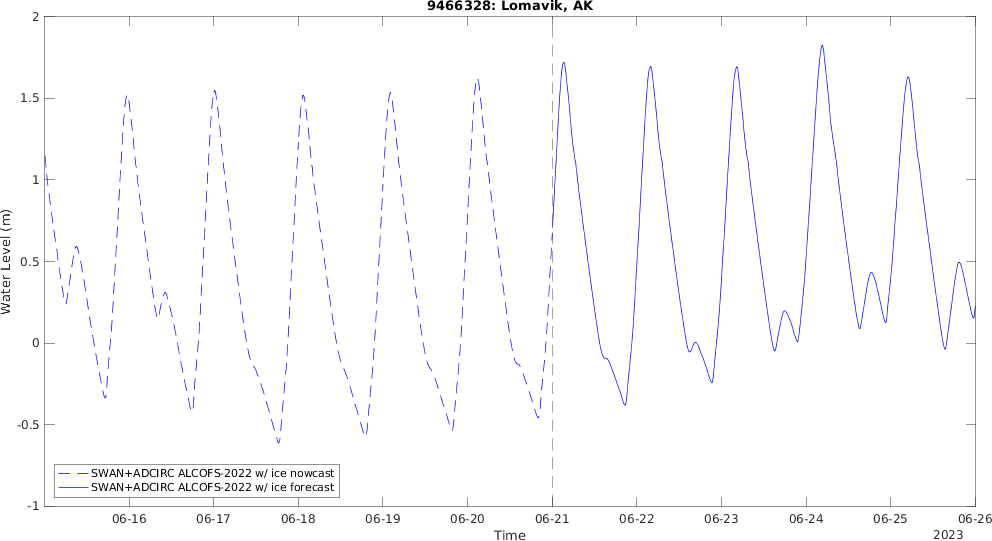 9466328: Lomavik, AK
2
1.5
1
0.5
0
-0.5
-1
Water Level (m)
SWAN+ADCIRC ALCOFS-2022 w/ ice nowcast
SWAN+ADCIRC ALCOFS-2022 w/ ice forecast
06-16 06-17 06-18 06-19 06-20 06-21 06-22 06-23 06-24 06-25 06-26
Time
2023